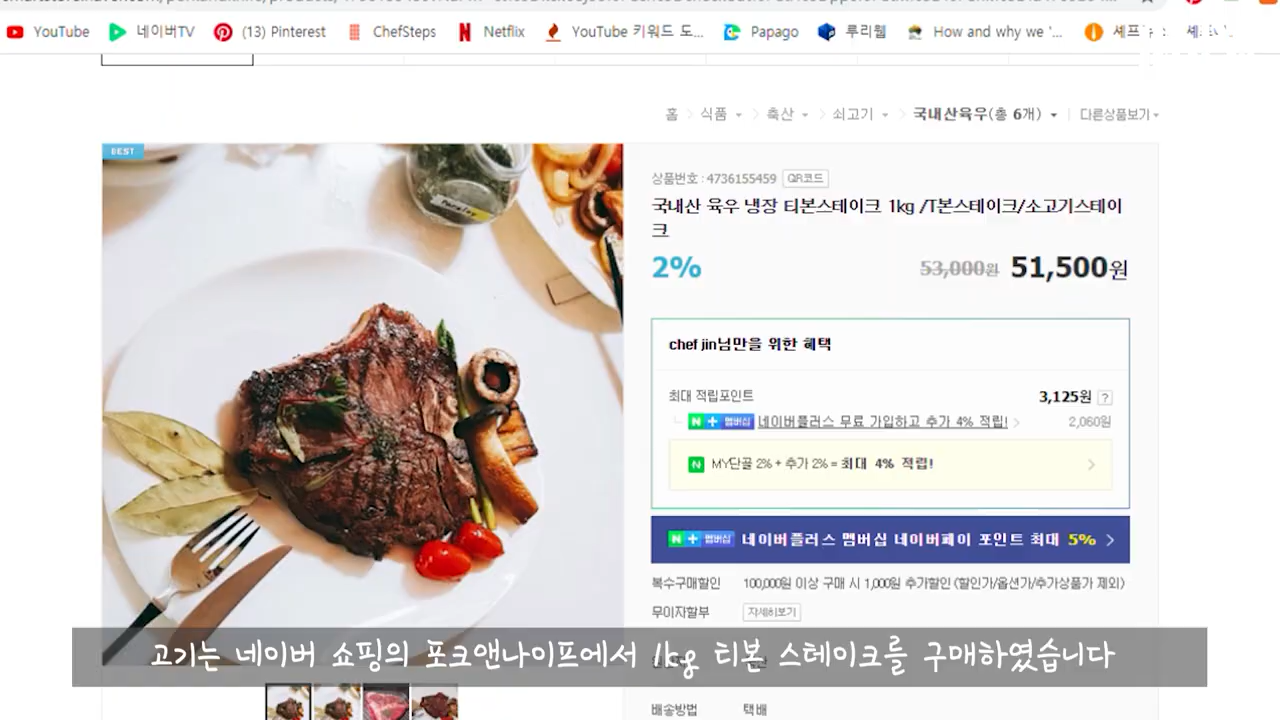 YouTube 네이버TV (13) Pinterest ChefSteps Netflix YouTube 키워드 도... Papago 루리웹 How and why we '...
홈 식품 축산 쇠고기 국내산육우(총 6개) 다른상품보기
BEST
상품번호 : 4736155459 QR코드
국내산 육우 냉장 티본스테이크 1kg /T본스테이크/소고기스테이
크
2% 53,000원 51,500원
chef jin님만을 위한 혜택
최대 적립포인트 3,125원 ?
N + 멤버십 네이버플러스 무료 가입하고 추가 4% 적립! 2,060원
N MY단골 2% + 추가 2% = 최대 4% 적립!
N + 멤버십 네이버플러스 멤버십 네이버페이 포인트 최대 5%
복수구매할인 100,000원 이상 구매 시 1,000원 추가할인 (할인가/옵션가/추가상품가 제외)
무이자할부 자세히보기
고기는 네이버 쇼핑의 포크앤나이프에서 1kg 티본 스테이크를 구매하였습니다
배송방법 택배